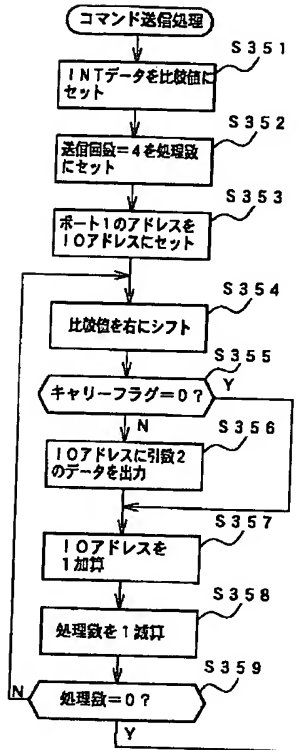 コマンド送信処理
S351
INTデータを比較値に
セット
S352
送信回数=4を処理数
にセット
S353
ポート1のアドレスを
IOアドレスにセット
S354
比較値を右にシフト
S355
キャリーフラグ=0?
Y
N
S356
IOアドレスに引数2
のデータを出力
S357
IOアドレスを
1加算
S358
処理数を1減算
S359
N
処理数=0?
Y